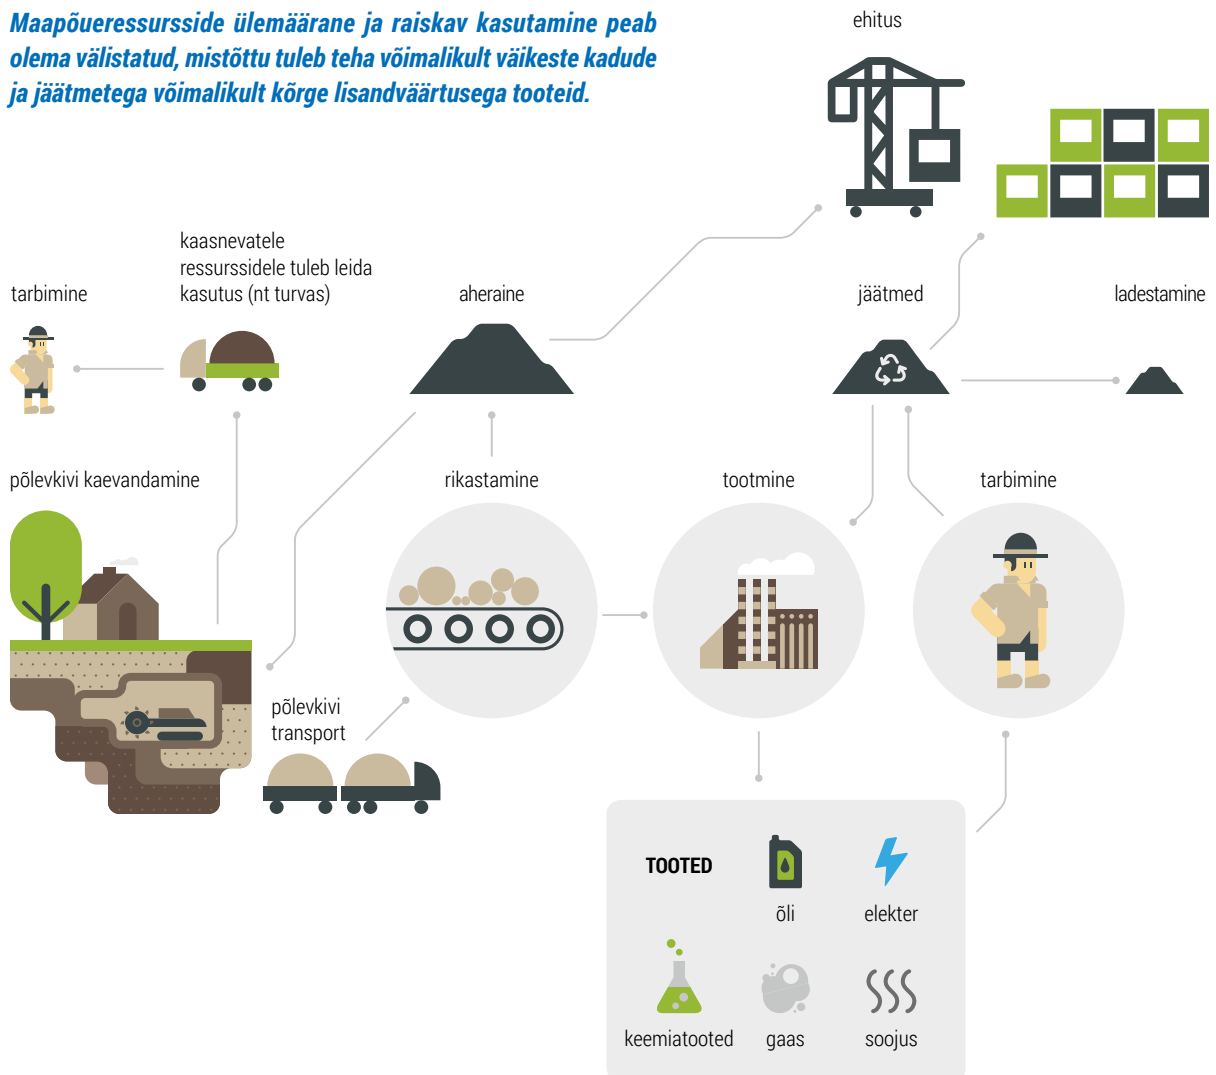 Maapõueressursside ülemäärane ja raiskav kasutamine peab
olema välistatud, mistõttu tuleb teha võimalikult väikeste kadude
ja jäätmetega võimalikult kõrge lisandväärtusega tooteid.
ehitus
kaasnevatele
ressurssidele tuleb leida
kasutus (nt turvas)
tarbimine
aheraine
jäätmed
ladestamine
põlevkivi kaevandamine
rikastamine
tootmine
tarbimine
põlevkivi
transport
TOOTED
õli
elekter
keemiatooted
gaas
soojus